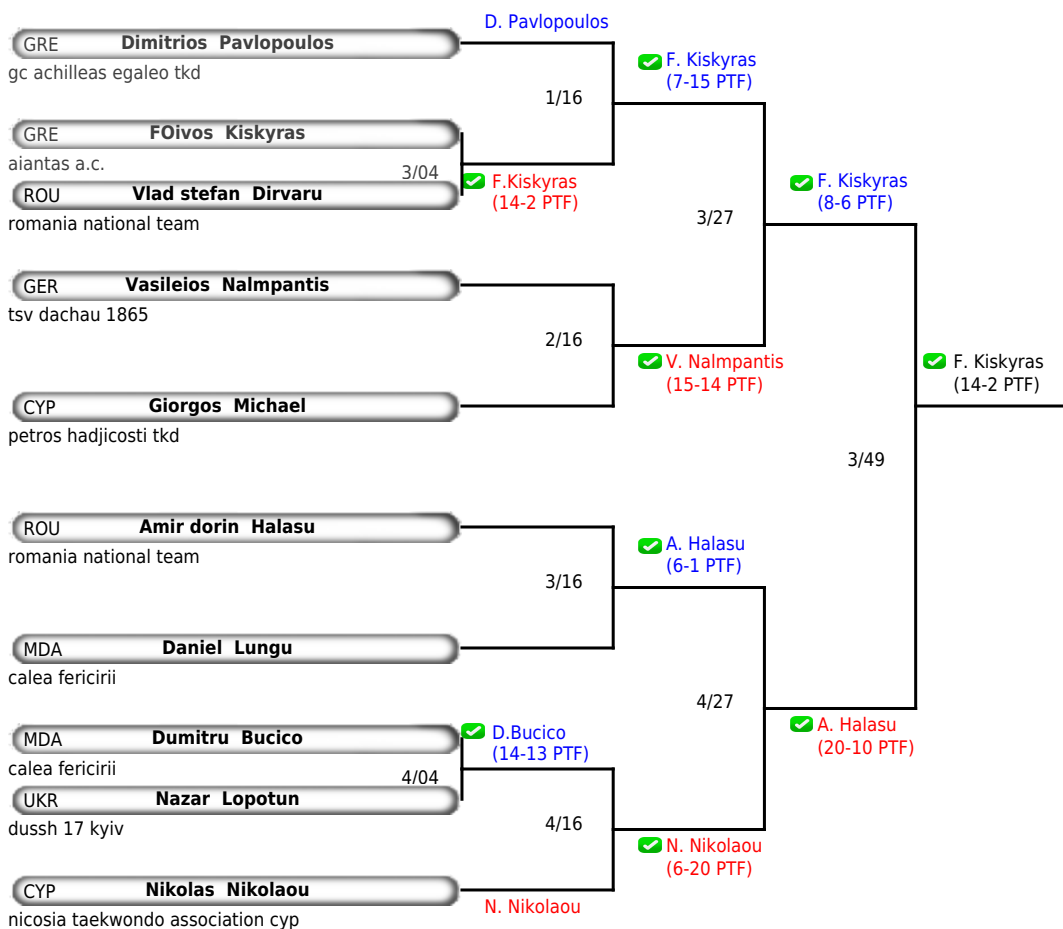 D. Pavlopoulos
GRE Dimitrios Pavlopoulos
gc achilleas egaleo tkd
F. Kiskyras
(7-15 PTF)
1/16
GRE FOivos Kiskyras
aiantas a.c.
3/04
F.Kiskyras
(14-2 PTF)
ROU Vlad stefan Dirvaru
romania national team
F. Kiskyras
(8-6 PTF)
3/27
GER Vasileios Nalmpantis
tsv dachau 1865
2/16
V. Nalmpantis
(15-14 PTF)
F. Kiskyras
(14-2 PTF)
CYP Giorgos Michael
petros hadjicosti tkd
3/49
ROU Amir dorin Halasu
romania national team
A. Halasu
(6-1 PTF)
3/16
MDA Daniel Lungu
calea fericirii
4/27
A. Halasu
(20-10 PTF)
MDA Dumitru Bucico
calea fericirii
D.Bucico
(14-13 PTF)
4/04
UKR Nazar Lopotun
dussh 17 kyiv
4/16
N. Nikolaou
(6-20 PTF)
CYP Nikolas Nikolaou
nicosia taekwondo association cyp
N. Nikolaou